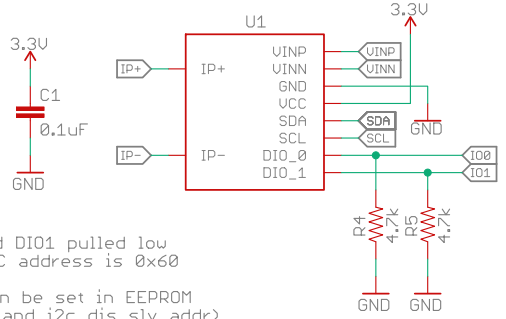 U1
3.3V
3.3V
IP+
IP+
VINP
VINP
VINN
VINN
C1
GND
VCC
0.1uF
SDA
SDA
GND
SCL
SCL
IP-
IP-
DIO_0
IO0
GND
DIO_1
IO1
R4
4.7k
R5
4.7k
DIO1 pulled low
address is 0x60
be set in EEPROM
and i2c_dis_slv_addr)
GND
GND